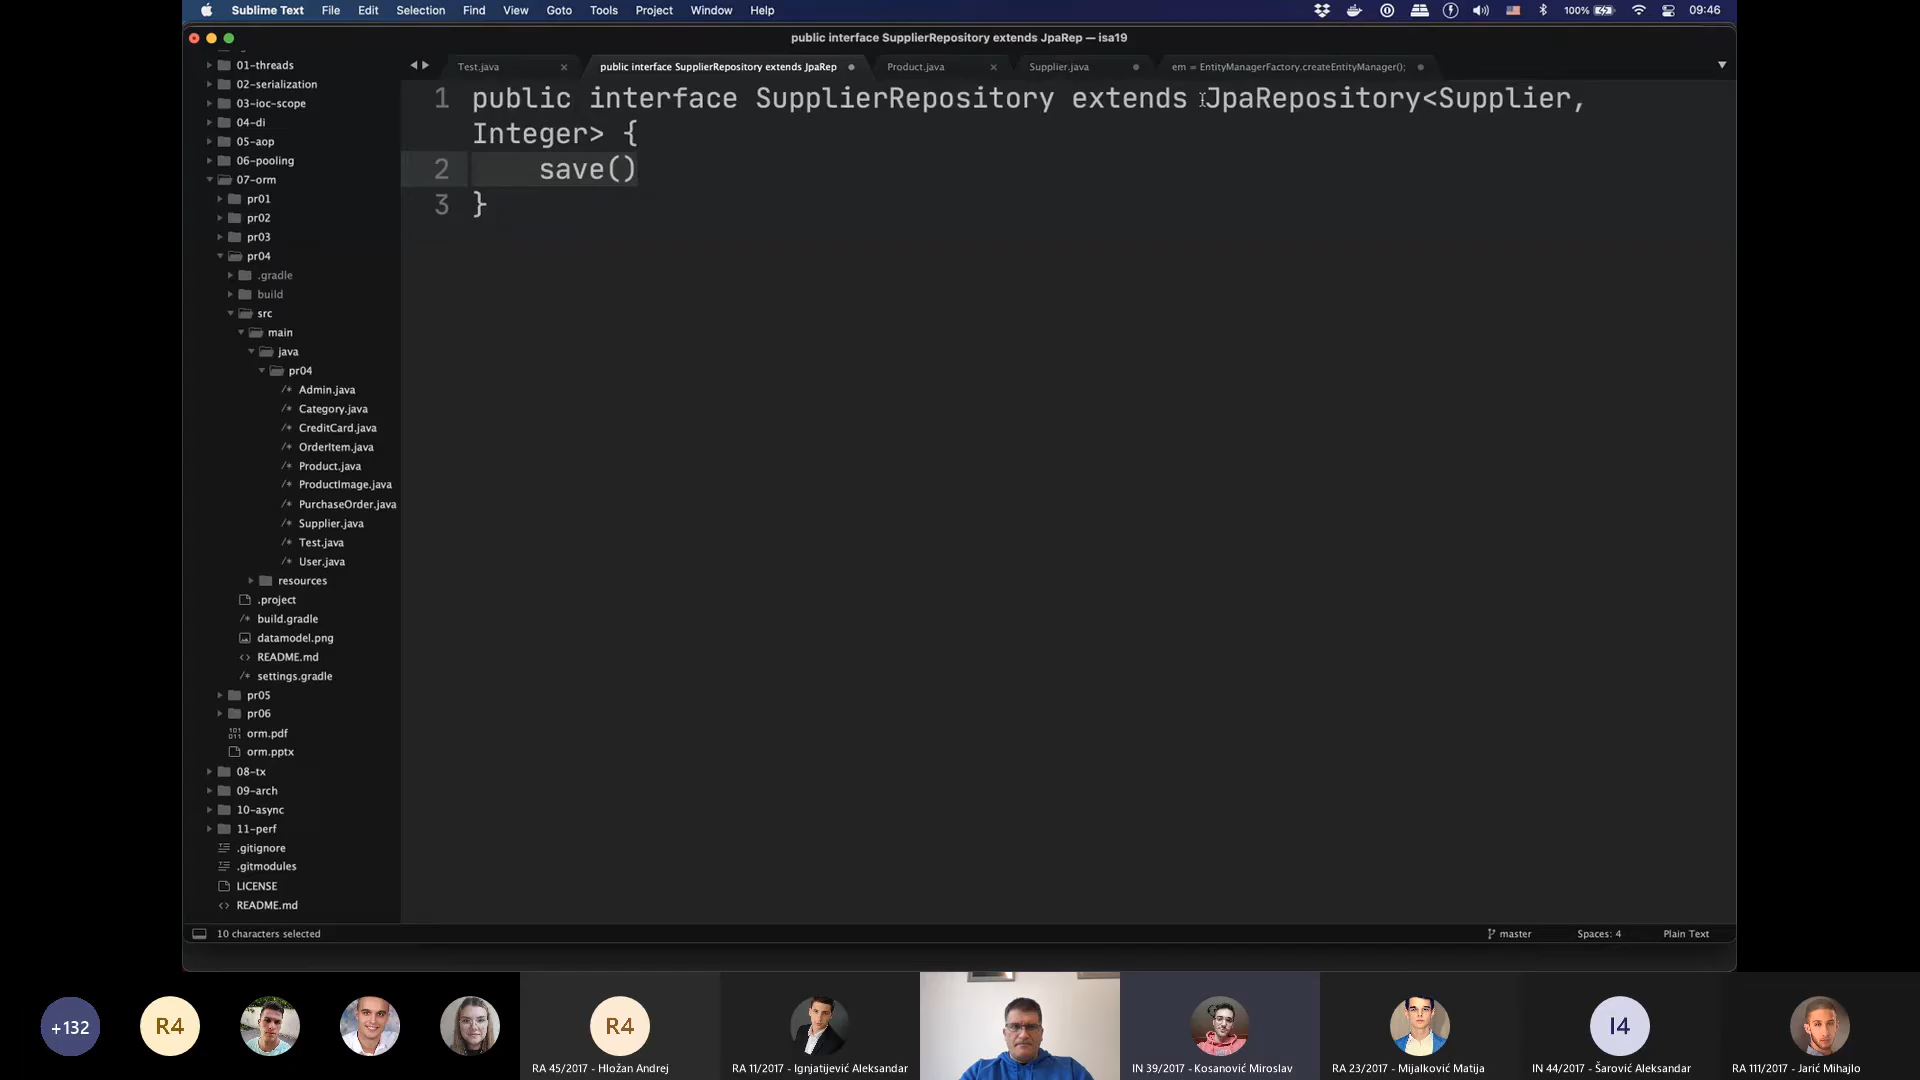 Sublime Text File Edit Selection Find View Goto Tools Project Window Help 100% 09:46
public interface SupplierRepository extends JpaRep — isa19
Test.java
public interface SupplierRepository extends JpaRep
Product.java
Supplier.java
em = EntityManagerFactory.createEntityManager();
01-threads
02-serialization
03-ioc-scope
04-di
05-aop
06-pooling
07-orm
pr01
pr02
pr03
pr04
.gradle
build
src
main
java
pr04
Admin.java
Category.java
CreditCard.java
OrderItem.java
Product.java
ProductImage.java
PurchaseOrder.java
Supplier.java
Test.java
User.java
resources
.project
build.gradle
datamodel.png
README.md
settings.gradle
pr05
pr06
orm.pdf
orm.pptx
08-tx
09-arch
10-async
11-perf
.gitignore
.gitmodules
LICENSE
README.md
1 public interface SupplierRepository extends JpaRepository<Supplier,
Integer> {
2 save()
3 }
10 characters selected
master
Spaces: 4
Plain Text
+132
R4
R4
I4
RA 45/2017 - Hložan Andrej
RA 11/2017 - Ignjatijević Aleksandar
IN 39/2017 - Kosanović Miroslav
RA 23/2017 - Mijalković Matija
IN 44/2017 - Šarović Aleksandar
RA 111/2017 - Jarić Mihajlo